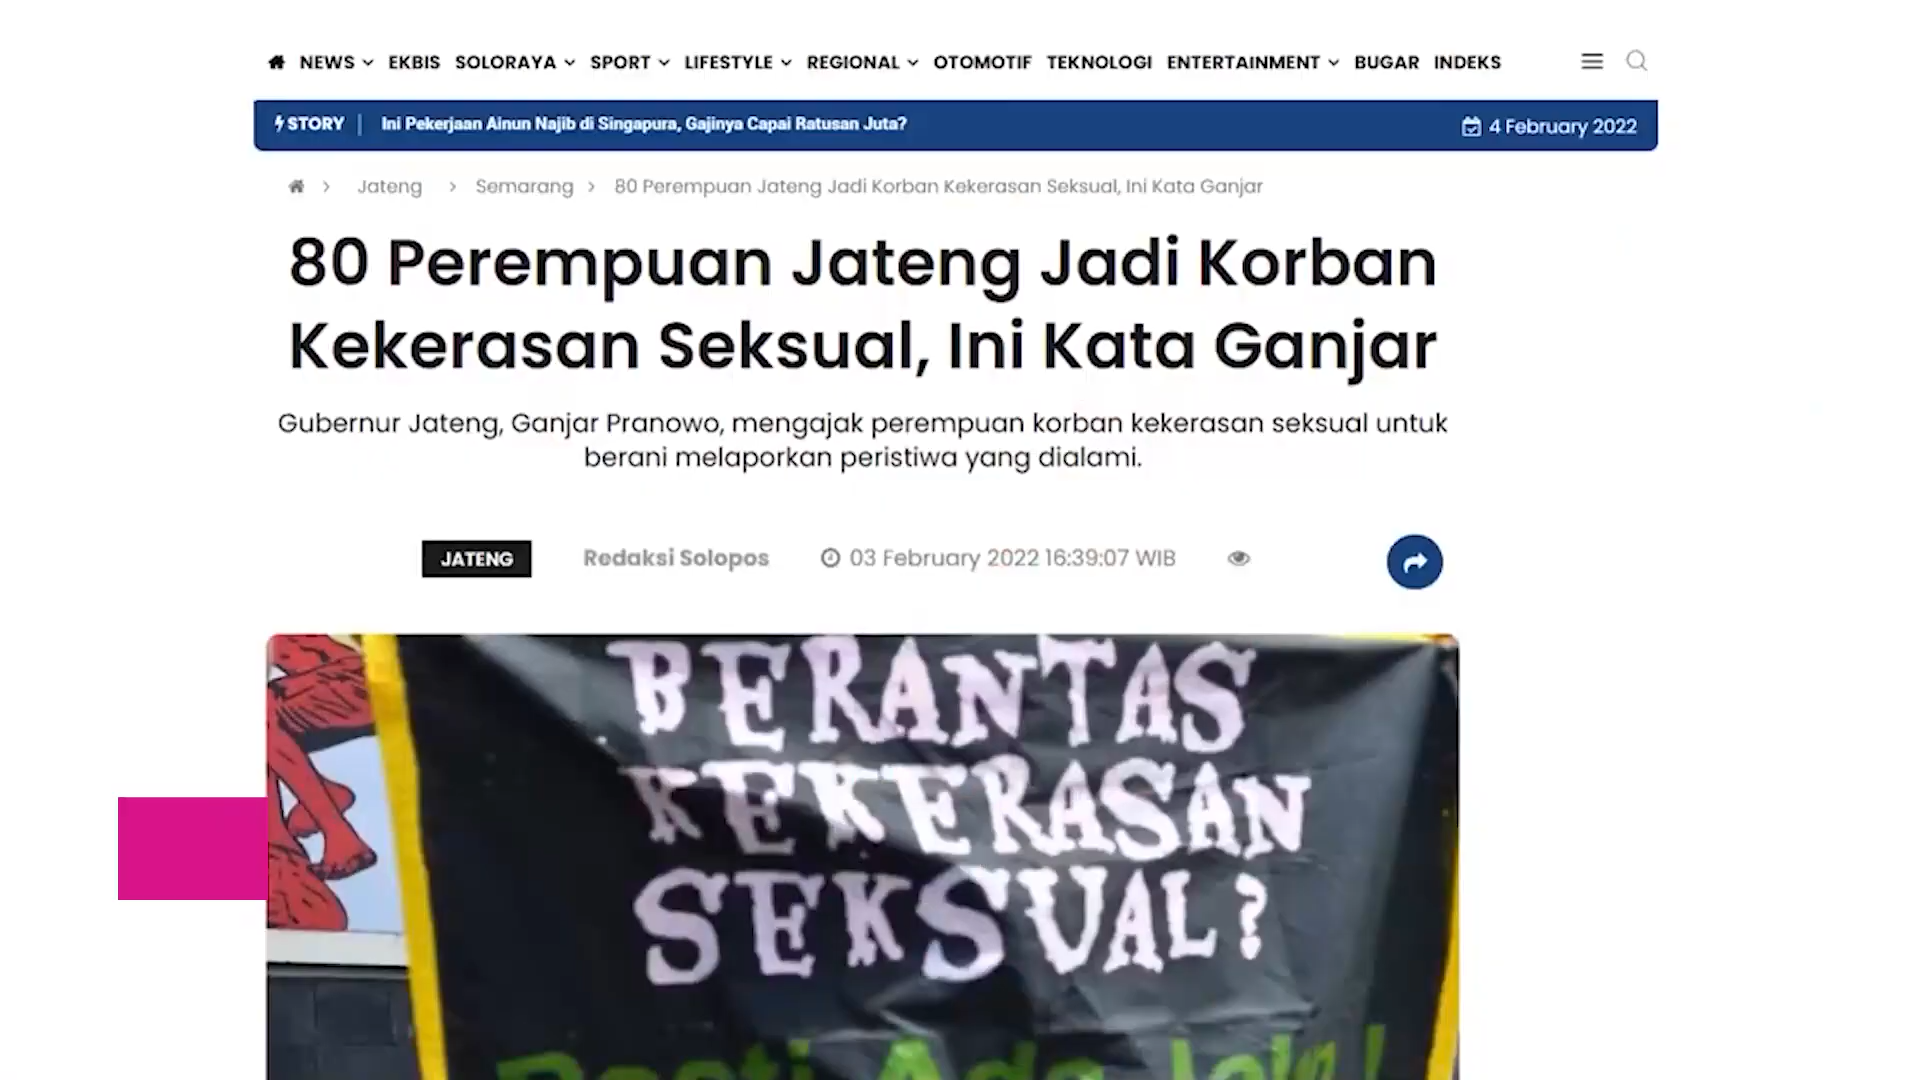 NEWS EKBIS SOLORAYA SPORT LIFESTYLE REGIONAL OTOMOTIF TEKNOLOGI ENTERTAINMENT BUGAR INDEKS
STORY | Ini Pekerjaan Ainun Najib di Singapura, Gajinya Capai Ratusan Juta? 4 February 2022
Jateng > Semarang > 80 Perempuan Jateng Jadi Korban Kekerasan Seksual, Ini Kata Ganjar
80 Perempuan Jateng Jadi Korban
Kekerasan Seksual, Ini Kata Ganjar
Gubernur Jateng, Ganjar Pranowo, mengajak perempuan korban kekerasan seksual untuk
berani melaporkan peristiwa yang dialami.
JATENG Redaksi Solopos 03 February 2022 16:39:07 WIB
BERANTAS
KEKERASAN
SEKSUAL?
Pasti Ada Jalan!